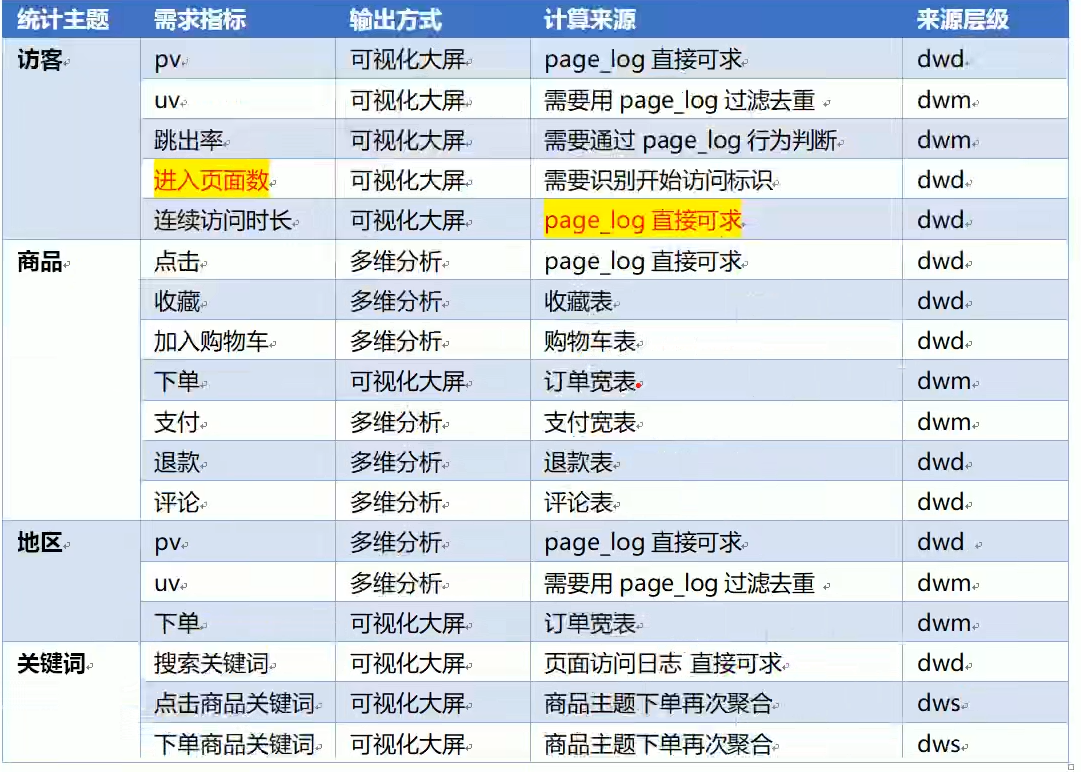 统计主题 需求指标 输出方式 计算来源 来源层级
访客 pv 可视化大屏 page_log 直接可求 dwd
uv 可视化大屏 需要用 page_log 过滤去重 dwm
跳出率 可视化大屏 需要通过 page_log 行为判断 dwm
进入页面数 可视化大屏 需要识别开始访问标识 dwd
连续访问时长 可视化大屏 page_log 直接可求 dwd
商品 点击 多维分析 page_log 直接可求 dwd
收藏 多维分析 收藏表 dwd
加入购物车 多维分析 购物车表 dwd
下单 可视化大屏 订单宽表 dwm
支付 多维分析 支付宽表 dwm
退款 多维分析 退款表 dwd
评论 多维分析 评论表 dwd
地区 pv 多维分析 page_log 直接可求 dwd
uv 多维分析 需要用 page_log 过滤去重 dwm
下单 可视化大屏 订单宽表 dwm
关键词 搜索关键词 可视化大屏 页面访问日志 直接可求 dwd
点击商品关键词 可视化大屏 商品主题下单再次聚合 dws
下单商品关键词 可视化大屏 商品主题下单再次聚合 dws